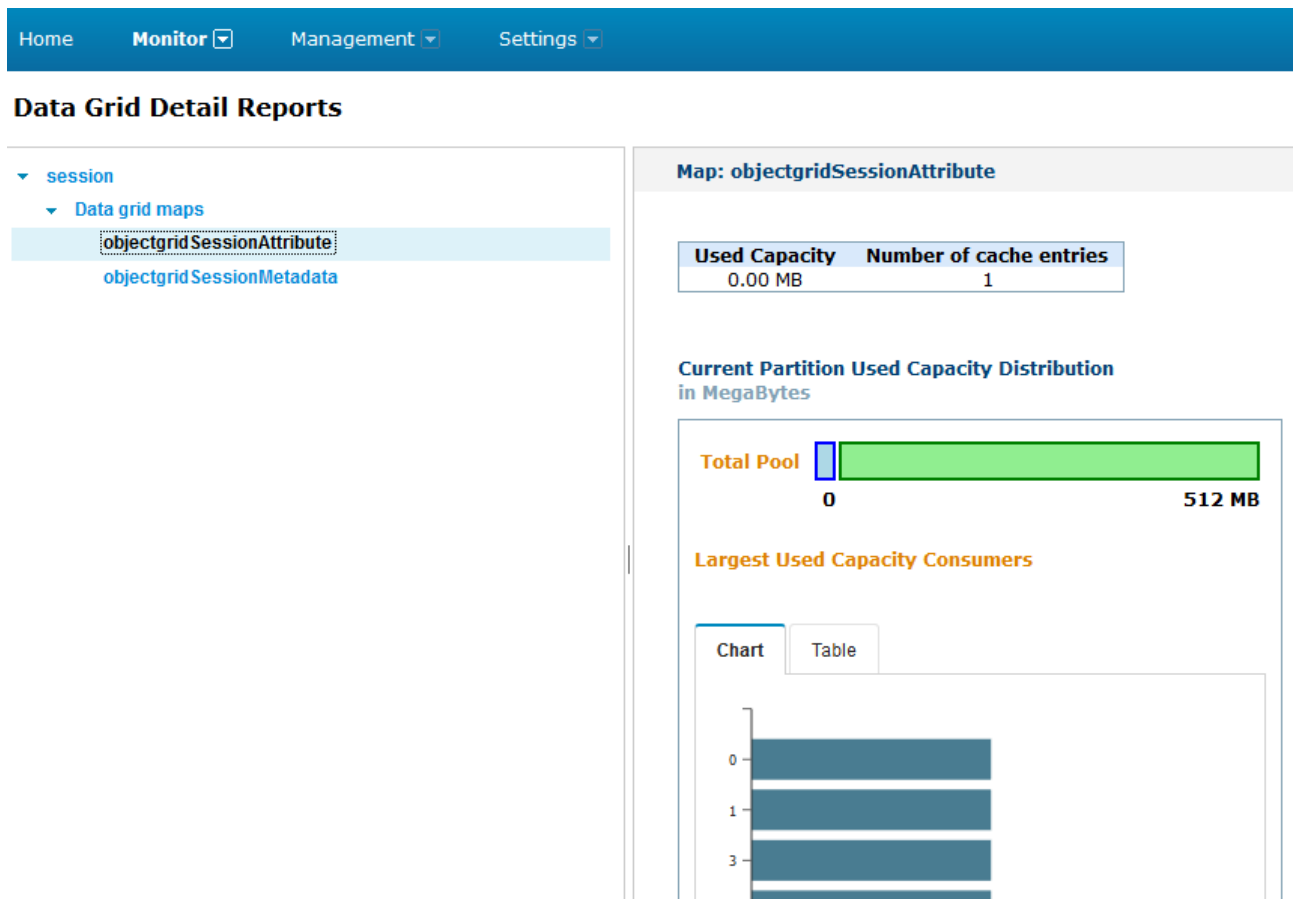 Home Monitor Management Settings
Data Grid Detail Reports
session
Data grid maps
objectgridSessionAttribute
objectgridSessionMetadata
Map: objectgridSessionAttribute
Used Capacity Number of cache entries
0.00 MB 1
Current Partition Used Capacity Distribution
in MegaBytes
Total Pool
0 512 MB
Largest Used Capacity Consumers
Chart Table
0
1
3